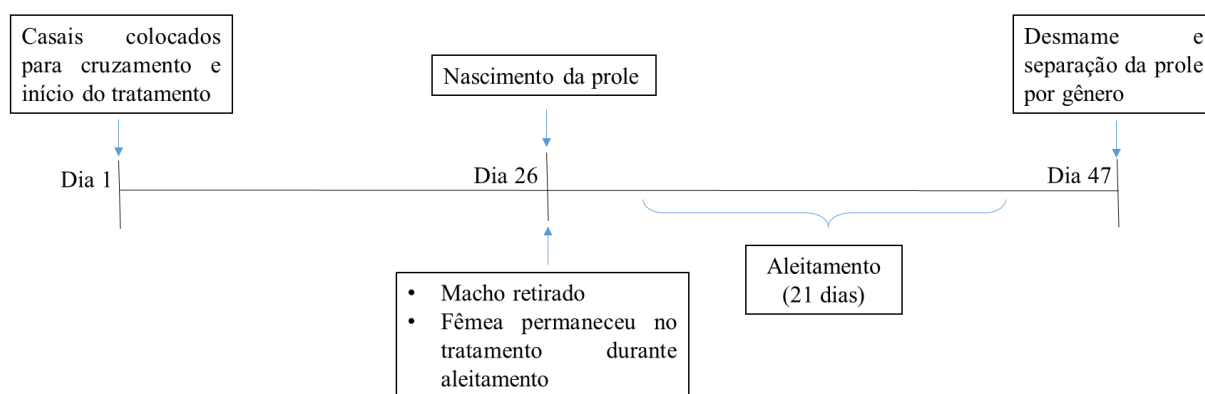 Casais colocados
para cruzamento e
início do tratamento
Nascimento da prole
Desmame e
separação da prole
por gênero
Dia 1
Dia 26
Dia 47
• Macho retirado
• Fêmea permaneceu no
tratamento durante
aleitamento
Aleitamento
(21 dias)